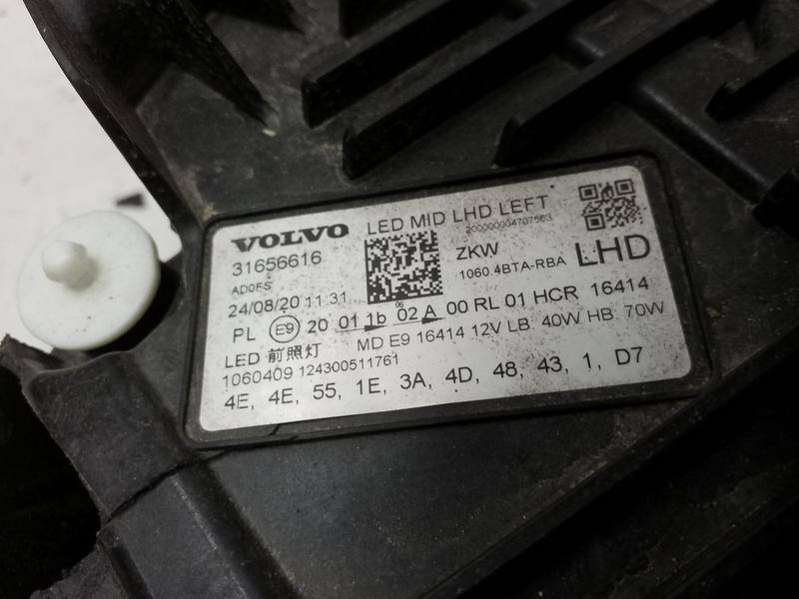 VOLVO LED MID LHD LEFT
200000004707563
31656616 ZKW LHD
AD0FS 1060.4BTA-RBA
24/08/20 11:31
06
PL E9 20 01 1b 02 A 00 RL 01 HCR 16414
LED 前照灯 MD E9 16414 12V LB: 40W HB: 70W
1060409 124300511761
4E, 4E, 55, 1E, 3A, 4D, 48, 43, 1, D7